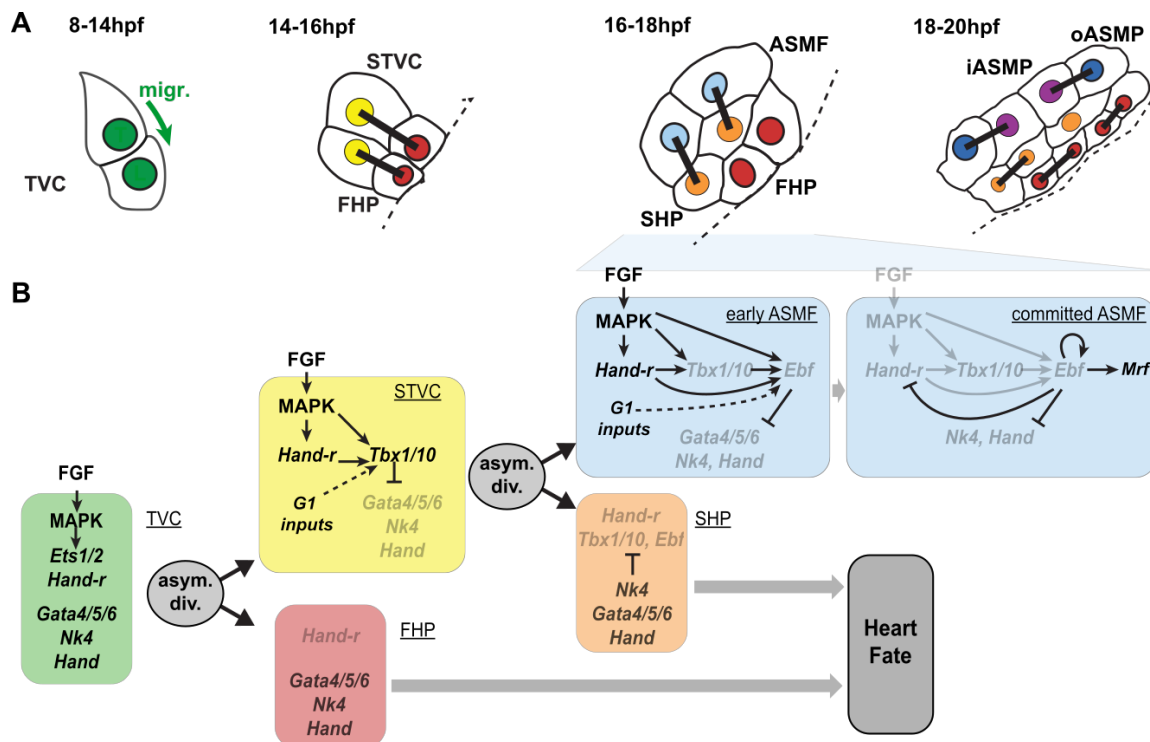 A
8-14hpf
14-16hpf
16-18hpf
18-20hpf
migr.
TVC
STVC
FHP
ASMF
SHP
FHP
oASMP
iASMP
B
FGF
MAPK
Ets1/2
Hand-r
Gata4/5/6
Nk4
Hand
TVC
asym.
div.
FGF
STVC
MAPK
Hand-r
Tbx1/10
G1
inputs
Gata4/5/6
Nk4
Hand
Hand-r
FHP
Gata4/5/6
Nk4
Hand
asym.
div.
FGF
early ASMF
MAPK
Hand-r
Tbx1/10
Ebf
G1
inputs
Gata4/5/6
Nk4, Hand
FGF
committed ASMF
MAPK
Hand-r
Tbx1/10
Ebf
Mrf
Nk4, Hand
Hand-r
Tbx1/10, Ebf
SHP
Nk4
Gata4/5/6
Hand
Heart
Fate